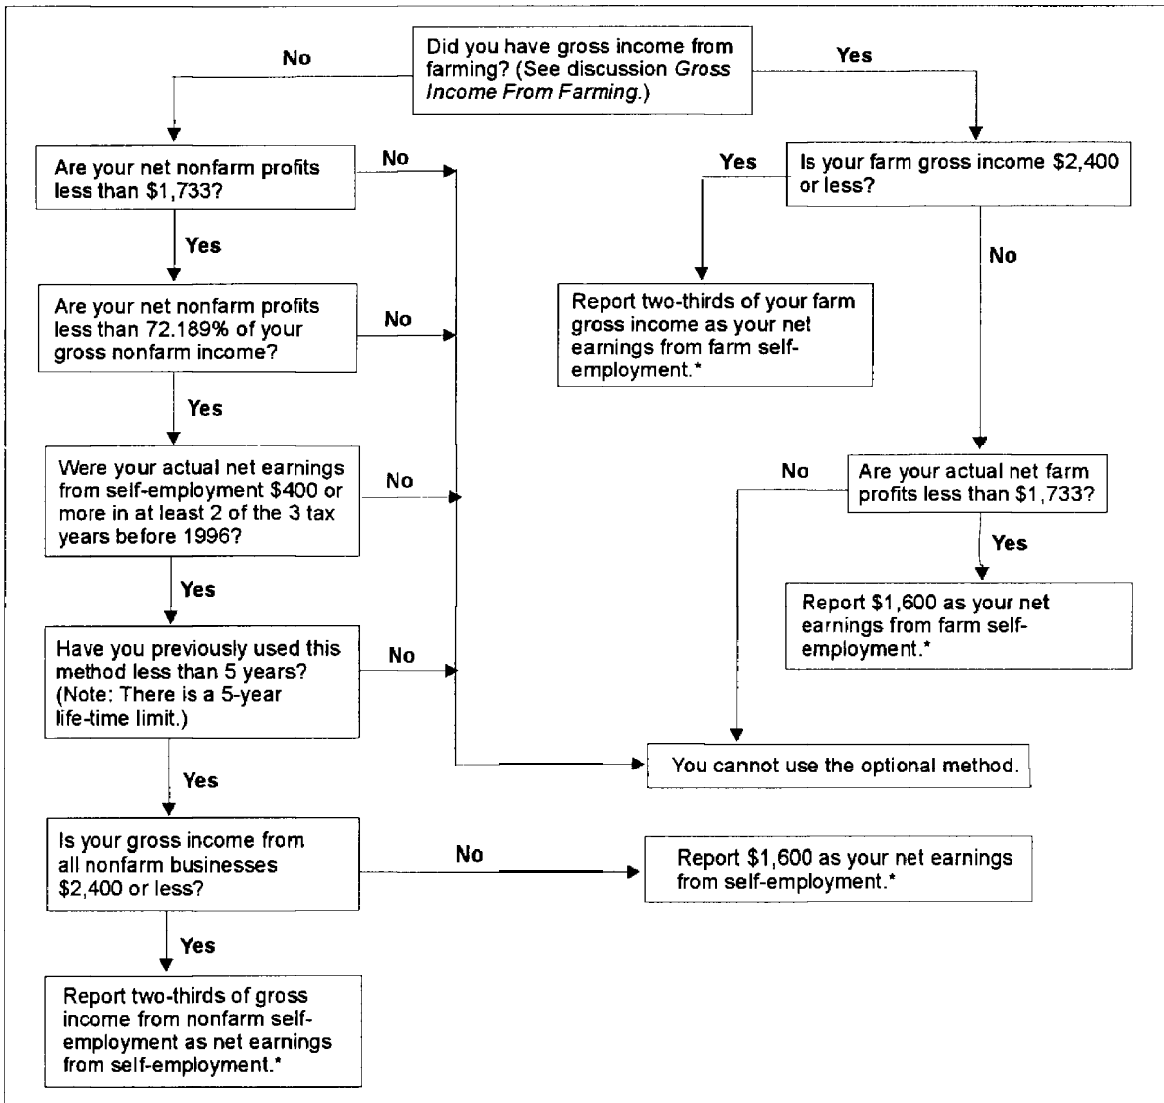 Did you have gross income from
farming? (See discussion Gross
Income From Farming.)
No
Yes
Are your net nonfarm profits
less than $1,733?
No
Yes
Is your farm gross income $2,400
or less?
Yes
No
Are your net nonfarm profits
less than 72.189% of your
gross nonfarm income?
No
Report two-thirds of your farm
gross income as your net
earnings from farm self-
employment.*
Yes
Were your actual net earnings
from self-employment $400 or
more in at least 2 of the 3 tax
years before 1996?
No
No
Are your actual net farm
profits less than $1,733?
Yes
Yes
Report $1,600 as your net
earnings from farm self-
employment.*
Have you previously used this
method less than 5 years?
(Note: There is a 5-year
life-time limit.)
No
You cannot use the optional method.
Yes
Is your gross income from
all nonfarm businesses
$2,400 or less?
No
Report $1,600 as your net earnings
from self-employment.*
Yes
Report two-thirds of gross
income from nonfarm self-
employment as net earnings
from self-employment.*